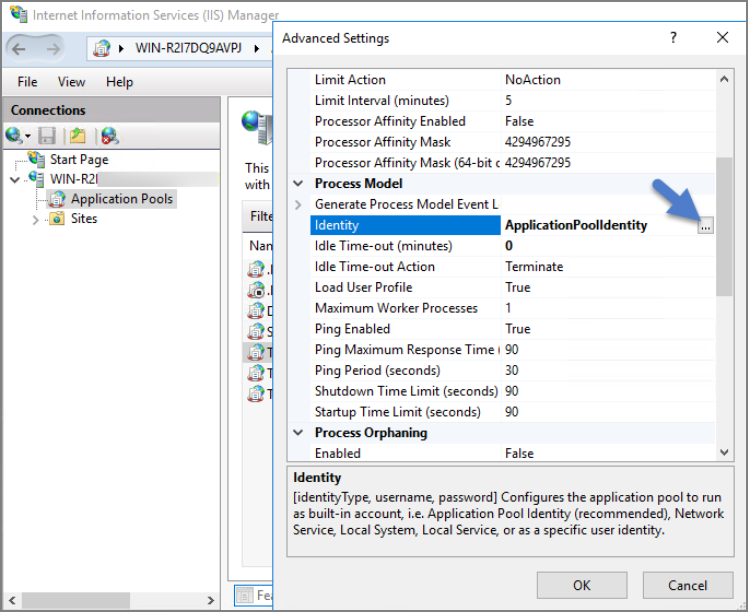 Internet Information Services (IIS) Manager
WIN-R2I7DQ9AVPJ
File View Help
Connections
Start Page
WIN-R2I
Application Pools
Sites
This
with
Filte
Nan
Fea
Advanced Settings
?
Limit Action NoAction
Limit Interval (minutes) 5
Processor Affinity Enabled False
Processor Affinity Mask 4294967295
Processor Affinity Mask (64-bit c 4294967295
Process Model
Generate Process Model Event L
Identity ApplicationPoolIdentity ...
Idle Time-out (minutes) 0
Idle Time-out Action Terminate
Load User Profile True
Maximum Worker Processes 1
Ping Enabled True
Ping Maximum Response Time ( 90
Ping Period (seconds) 30
Shutdown Time Limit (seconds) 90
Startup Time Limit (seconds) 90
Process Orphaning
Enabled False
Identity
[identityType, username, password] Configures the application pool to run
as built-in account, i.e. Application Pool Identity (recommended), Network
Service, Local System, Local Service, or as a specific user identity.
OK Cancel